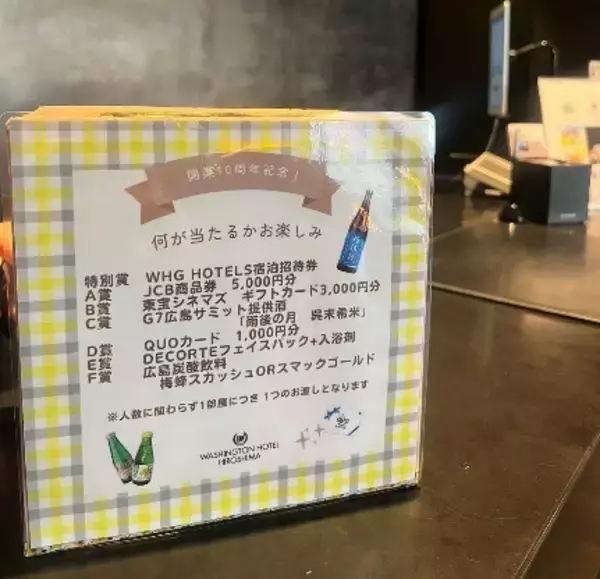 開業10周年記念！
何が当たるかお楽しみ
特別賞 WHG HOTELS宿泊招待券
A賞 JCB商品券 5,000円分
B賞 東宝シネマズ ギフトカード3,000円分
C賞 G7広島サミット提供酒
「雨後の月 呉未希米」
D賞 QUOカード 1,000円分
E賞 DECORTEフェイスパック+入浴剤
F賞 広島炭酸飲料
梅蜂スカッシュORスマックゴールド
※人数に関わらず1部屋につき 1つのお渡しとなります
WASHINGTON HOTEL
HIROSHIMA